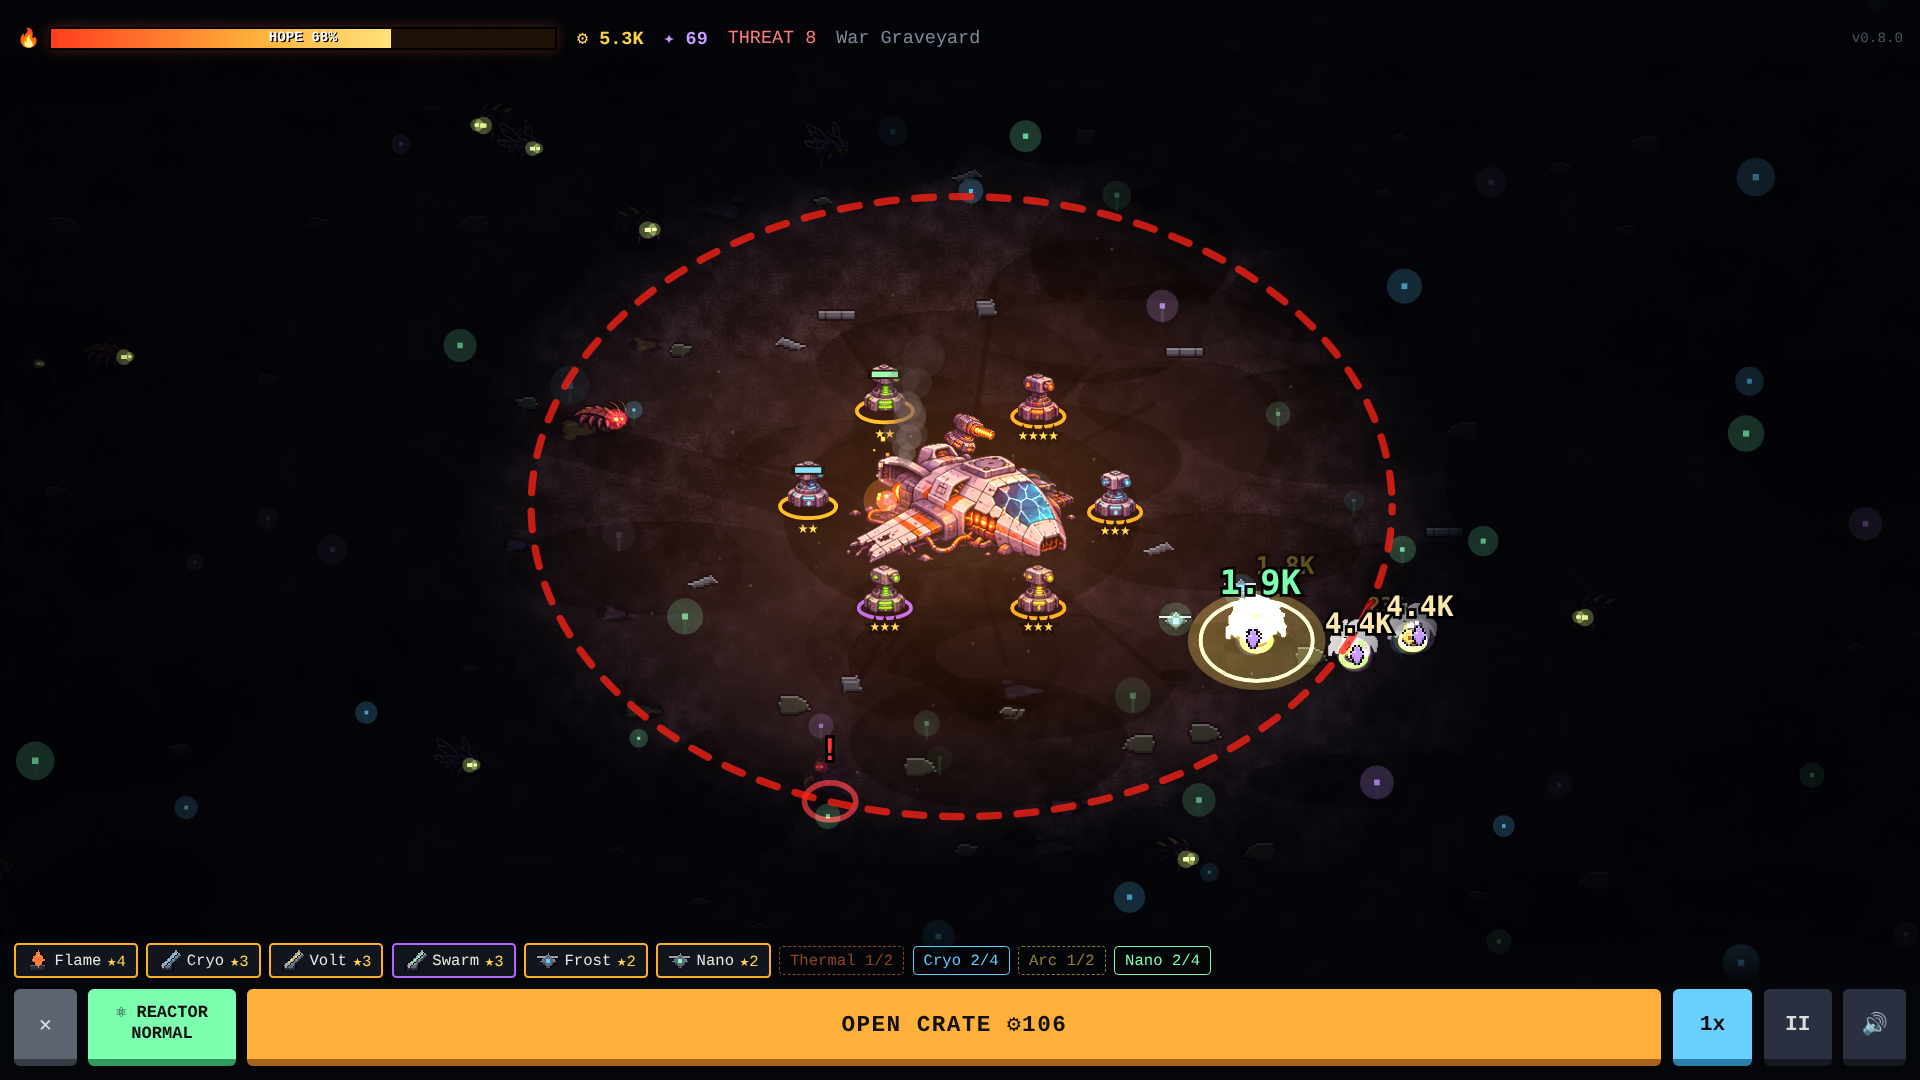 HOPE 68%
5.3K
69
THREAT 8
War Graveyard
v0.8.0
★★
★★★★
★★
★★★
★★★
★★★
1.8K
1.9K
4.4K
4.4K
!
Flame ★4
Cryo ★3
Volt ★3
Swarm ★3
Frost ★2
Nano ★2
Thermal 1/2
Cryo 2/4
Arc 1/2
Nano 2/4
✕
REACTOR
NORMAL
OPEN CRATE ⚙106
1x
II